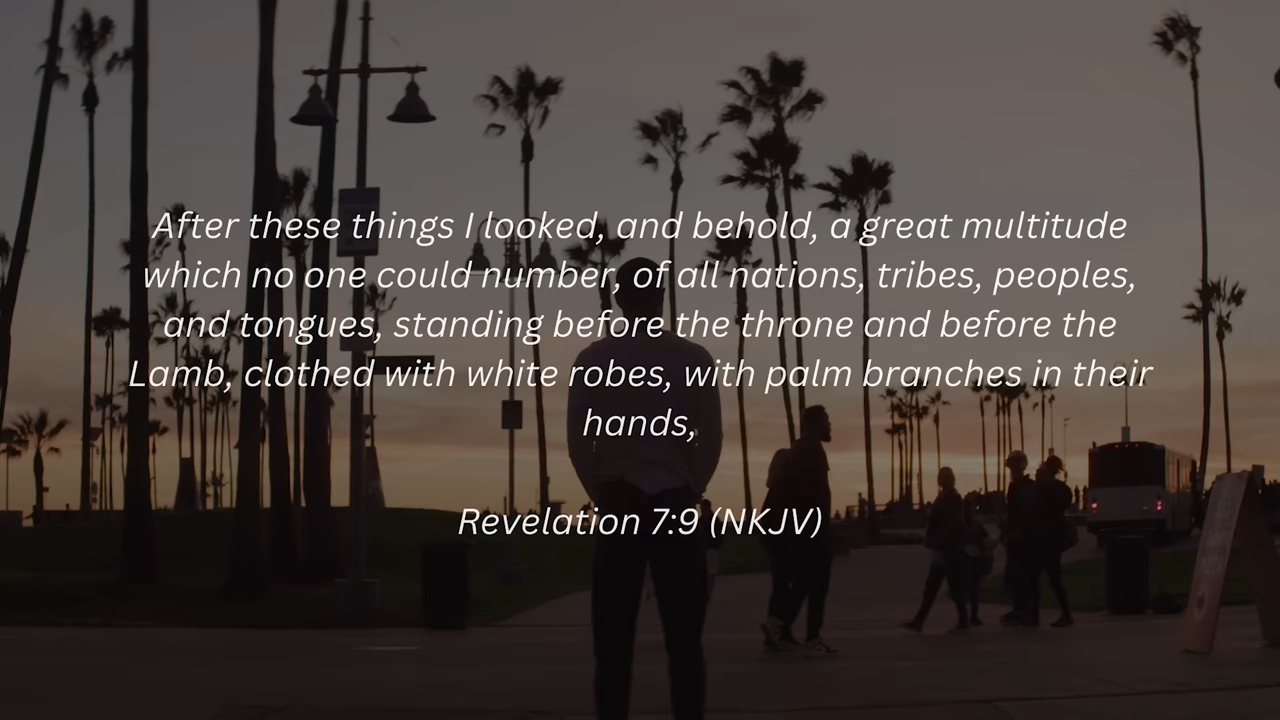 After these things I looked, and behold, a great multitude
which no one could number, of all nations, tribes, peoples,
and tongues, standing before the throne and before the
Lamb, clothed with white robes, with palm branches in their
hands,
Revelation 7:9 (NKJV)